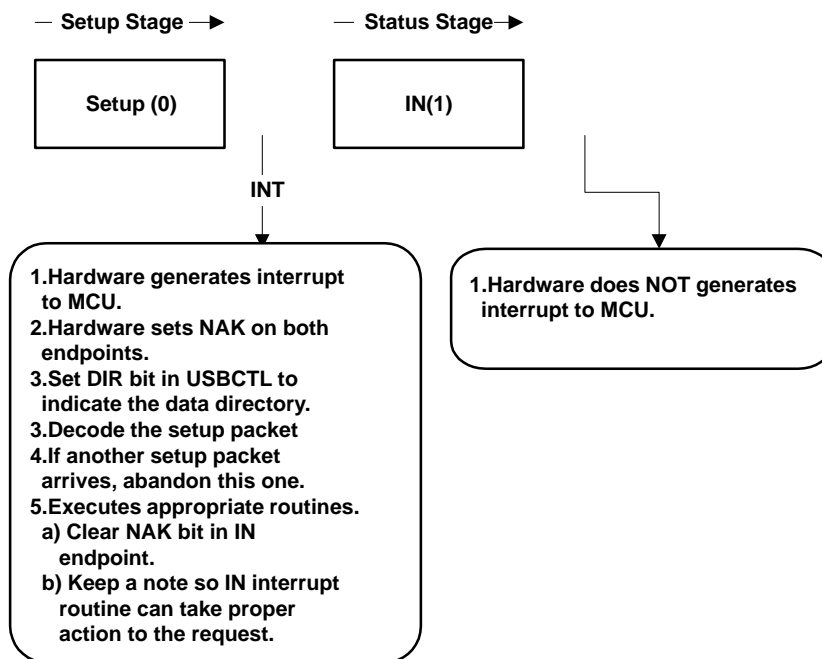 Setup Stage
Status Stage
Setup (0)
IN(1)
INT
1.Hardware generates interrupt
to MCU.
2.Hardware sets NAK on both
endpoints.
3.Set DIR bit in USBCTL to
indicate the data directory.
3.Decode the setup packet
4.If another setup packet
arrives, abandon this one.
5.Executes appropriate routines.
a) Clear NAK bit in IN
endpoint.
b) Keep a note so IN interrupt
routine can take proper
action to the request.
1.Hardware does NOT generates
interrupt to MCU.